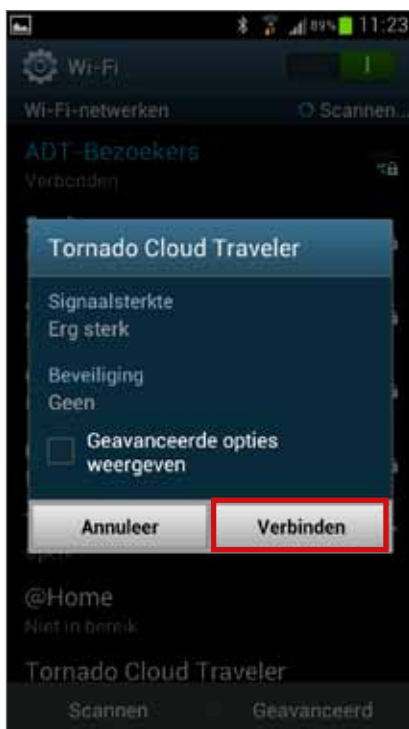 89% 11:23
Wi-Fi
Wi-Fi-netwerken Scannen...
ADT-Bezoekers
Verbonden
Tornado Cloud Traveler
Signaalsterkte
Erg sterk
Beveiliging
Geen
Geavanceerde opties
weergeven
Annuleer Verbinden
@Home
Niet in bereik
Tornado Cloud Traveler
Scannen Geavanceerd